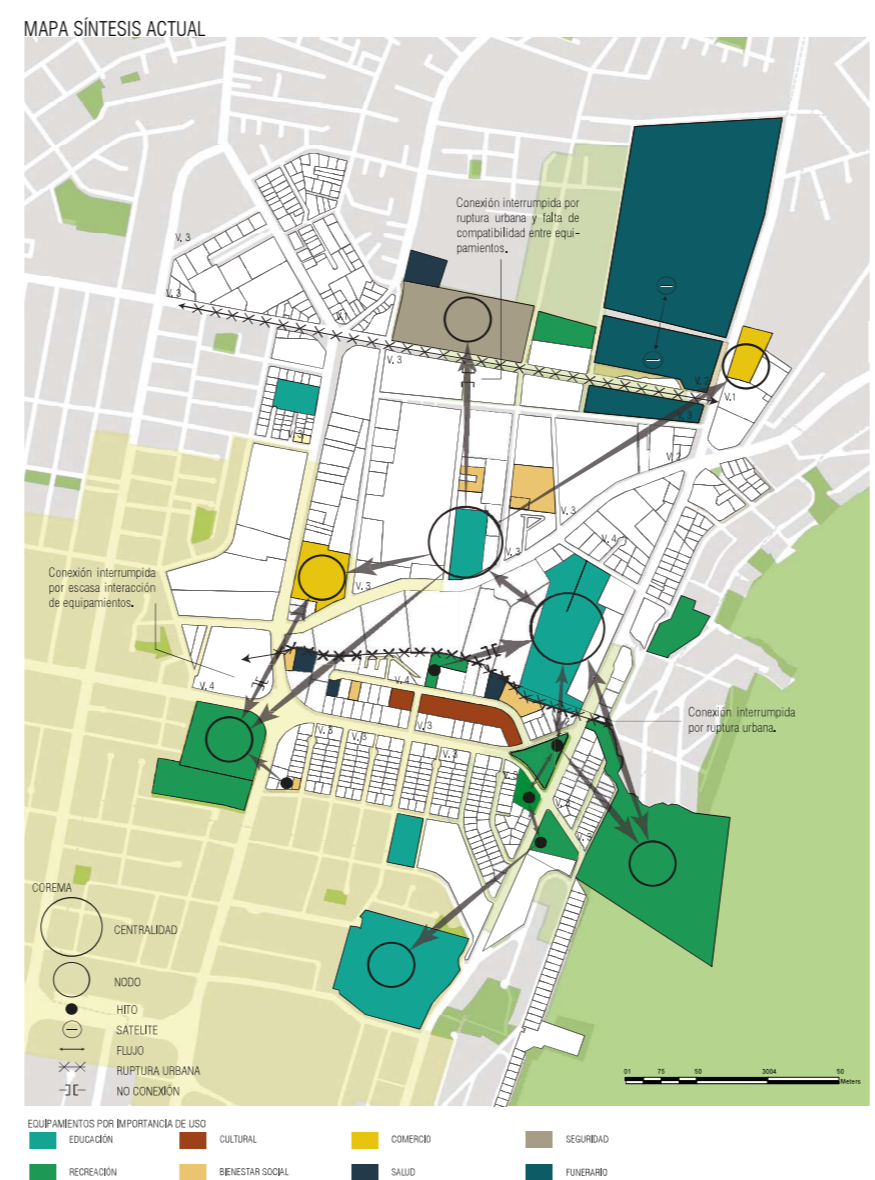 MAPA SÍNTESIS ACTUAL
Conexión interrumpida por
ruptura urbana y falta de
compatibilidad entre equi-
pamientos.
V. 3
V. 3
V.1
V. 3
V. 3
V.1
V. 3
V. 3
V. 2
V. 3
V. 4
V. 3
V. 3
Conexión interrumpida
por escasa interacción
de equipamientos.
V. 4
V. 4
V. 3
V. 3
V. 3
V. 3
Conexión interrumpida
por ruptura urbana.
COREMA
CENTRALIDAD
NODO
HITO
SATELITE
FLUJO
RUPTURA URBANA
NO CONEXIÓN
01 75 50 3004 50
Meters
EQUIPAMIENTOS POR IMPORTANCIA DE USO
EDUCACIÓN CULTURAL COMERCIO SEGURIDAD
RECREACIÓN BIENESTAR SOCIAL SALUD FUNERARIO